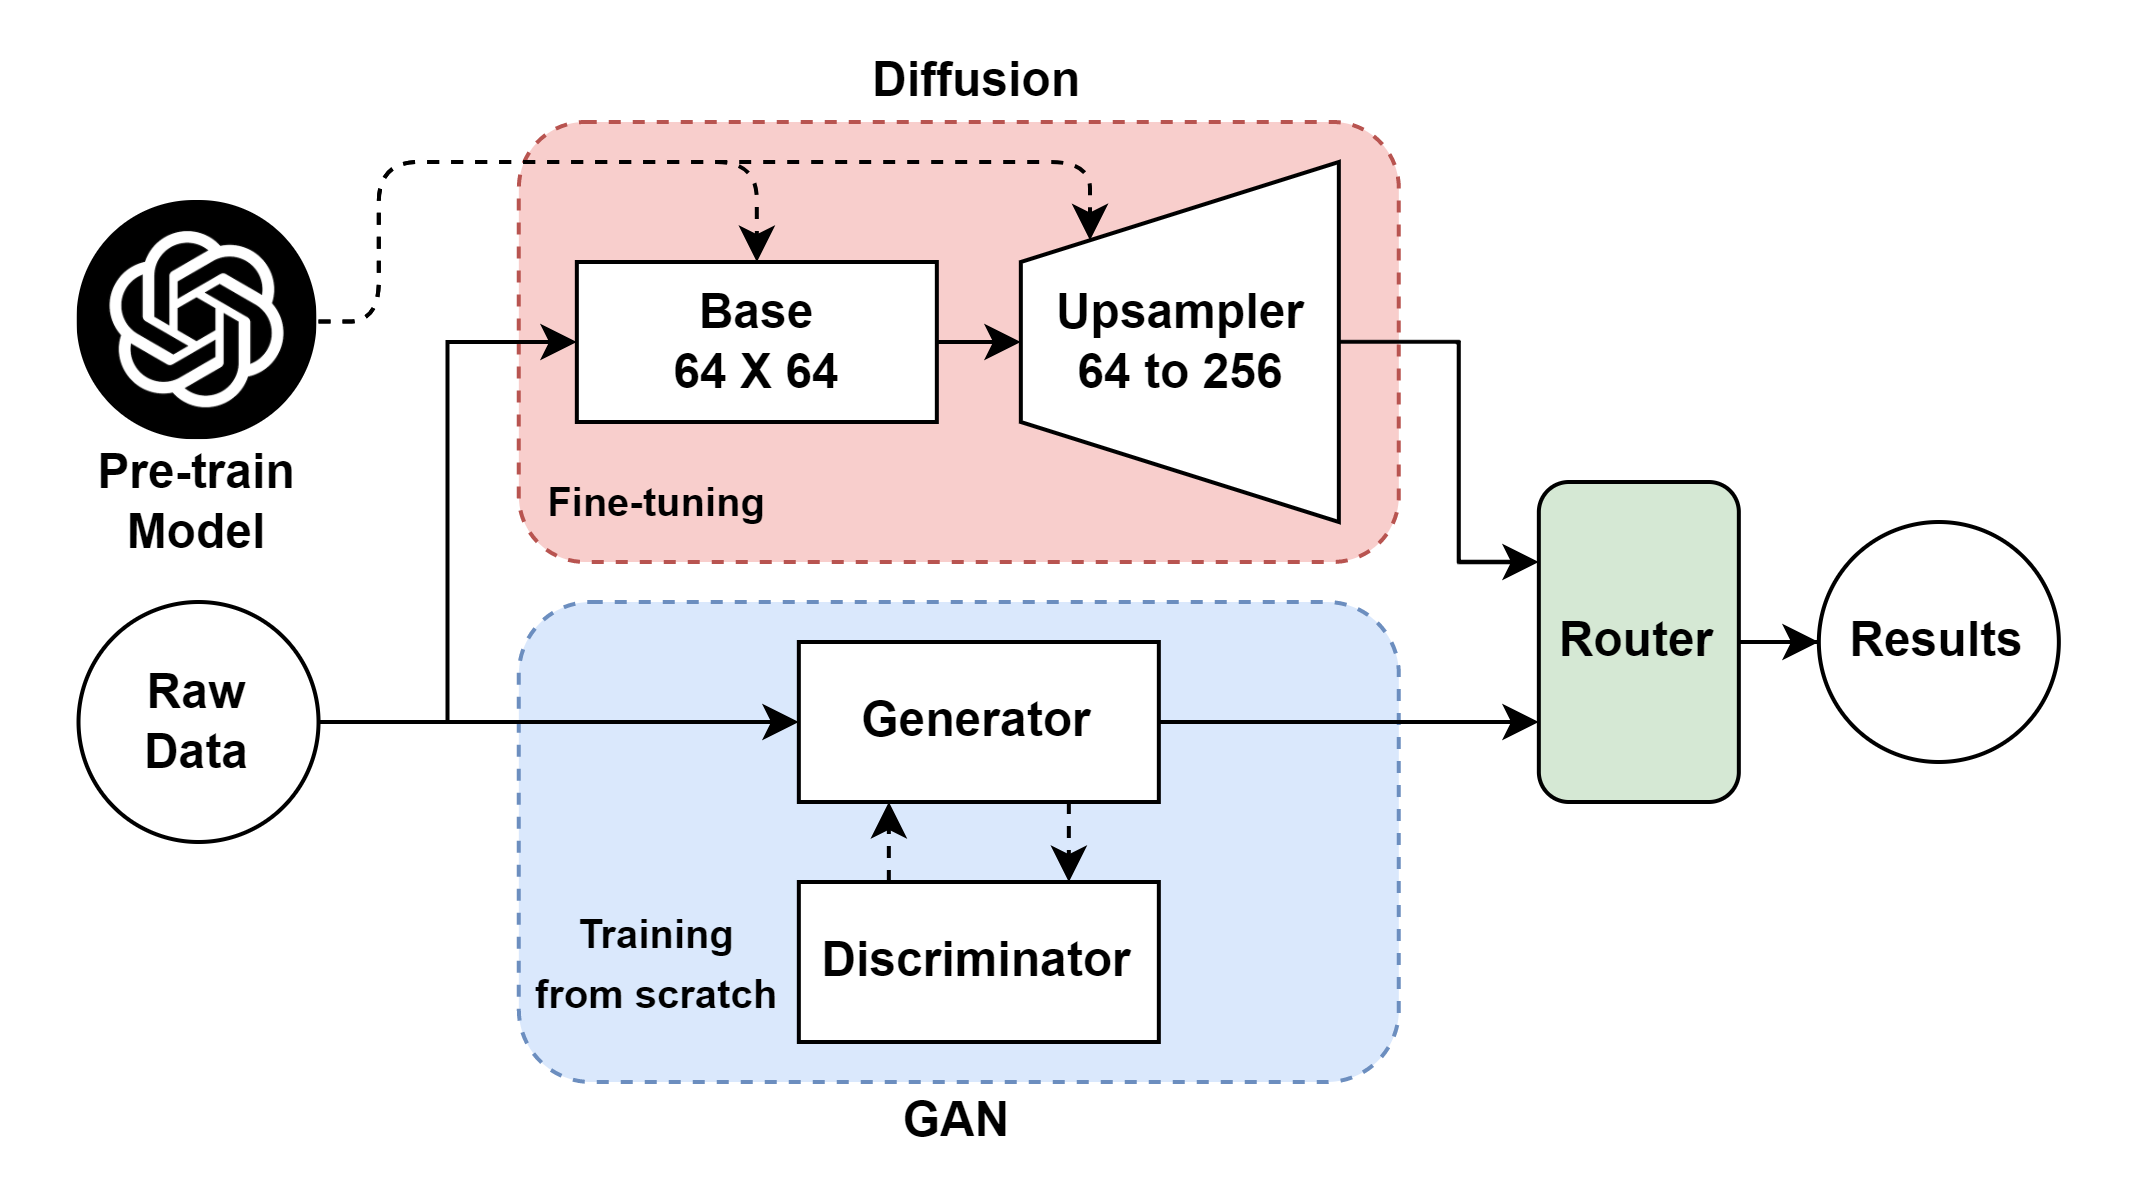 Diffusion
Pre-train
Model
Base
64 X 64
Upsampler
64 to 256
Fine-tuning
Raw
Data
Generator
Discriminator
Training
from scratch
GAN
Router
Results